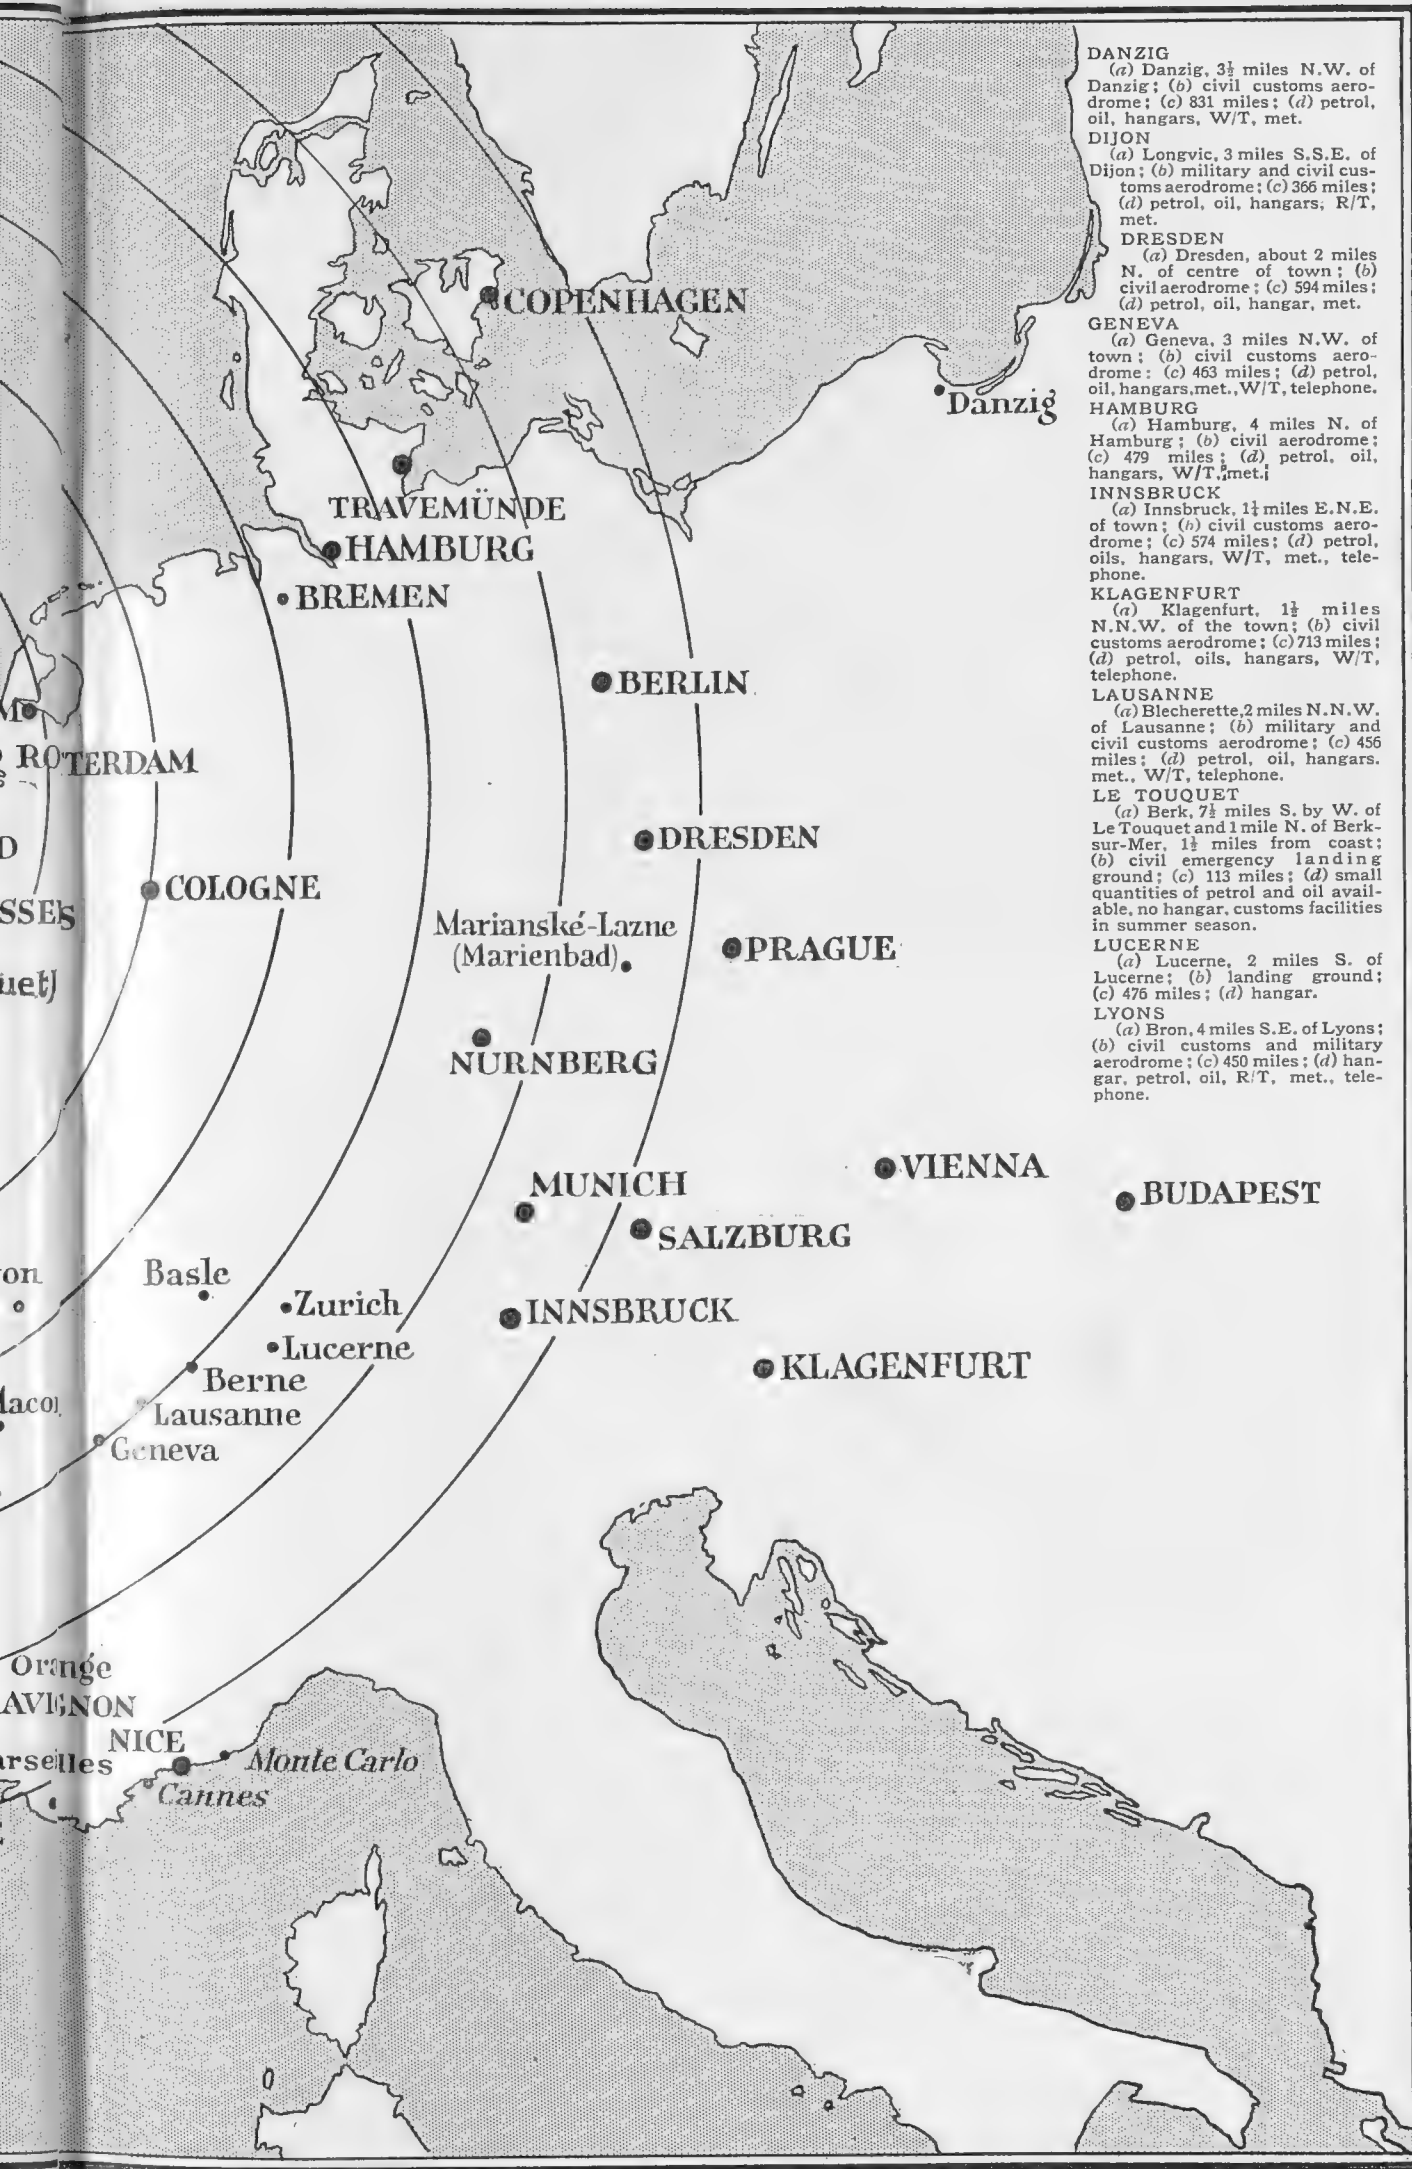 DANZIG
(a) Danzig, 3½ miles N.W. of
Danzig; (b) civil customs aero-
drome; (c) 831 miles; (d) petrol,
oil, hangars, W/T, met.
DIJON
(a) Longvic, 3 miles S.S.E. of
Dijon; (b) military and civil cus-
toms aerodrome; (c) 366 miles;
(d) petrol, oil, hangars, R/T,
met.
DRESDEN
(a) Dresden, about 2 miles
N. of centre of town; (b)
civil aerodrome; (c) 594 miles;
(d) petrol, oil, hangar, met.
GENEVA
(a) Geneva, 3 miles N.W. of
town; (b) civil customs aero-
drome: (c) 463 miles; (d) petrol,
oil, hangars, met., W/T, telephone.
HAMBURG
(a) Hamburg, 4 miles N. of
Hamburg; (b) civil aerodrome;
(c) 479 miles; (d) petrol, oil,
hangars, W/T, met.
INNSBRUCK
(a) Innsbruck, 1¼ miles E.N.E.
of town; (b) civil customs aero-
drome; (c) 574 miles; (d) petrol,
oils, hangars, W/T, met., tele-
phone.
KLAGENFURT
(a) Klagenfurt, 1½ miles
N.N.W. of the town; (b) civil
customs aerodrome; (c) 713 miles;
(d) petrol, oils, hangars, W/T,
telephone.
LAUSANNE
(a) Blecherette, 2 miles N.N.W.
of Lausanne; (b) military and
civil customs aerodrome; (c) 456
miles; (d) petrol, oil, hangars.
met., W/T, telephone.
LE TOUQUET
(a) Berk, 7½ miles S. by W. of
Le Touquet and 1 mile N. of Berk-
sur-Mer, 1½ miles from coast;
(b) civil emergency landing
ground; (c) 113 miles; (d) small
quantities of petrol and oil avail-
able, no hangar, customs facilities
in summer season.
LUCERNE
(a) Lucerne, 2 miles S. of
Lucerne; (b) landing ground;
(c) 476 miles; (d) hangar.
LYONS
(a) Bron, 4 miles S.E. of Lyons;
(b) civil customs and military
aerodrome; (c) 450 miles; (d) han-
gar, petrol, oil, R/T, met., tele-
phone.
COPENHAGEN
Danzig
TRAVEMÜNDE
HAMBURG
BREMEN
BERLIN
M
ROTERDAM
D
DRESDEN
COLOGNE
SSELS
Marianské-Lazne
(Marienbad)
PRAGUE
uet)
NURNBERG
VIENNA
MUNICH
BUDAPEST
SALZBURG
on
Basle
Zurich
INNSBRUCK
Lucerne
Berne
KLAGENFURT
Macon
Lausanne
Geneva
Orange
AVIGNON
NICE
arseilles
Monte Carlo
Cannes